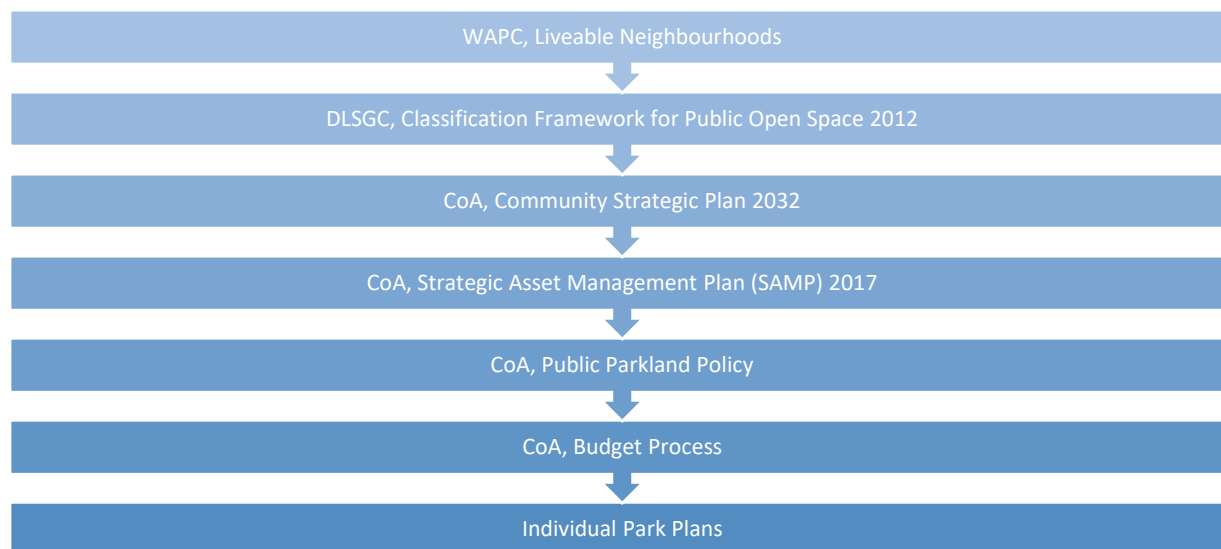 WAPC, Liveable Neighbourhoods
DLSGC, Classification Framework for Public Open Space 2012
CoA, Community Strategic Plan 2032
CoA, Strategic Asset Management Plan (SAMP) 2017
CoA, Public Parkland Policy
CoA, Budget Process
Individual Park Plans